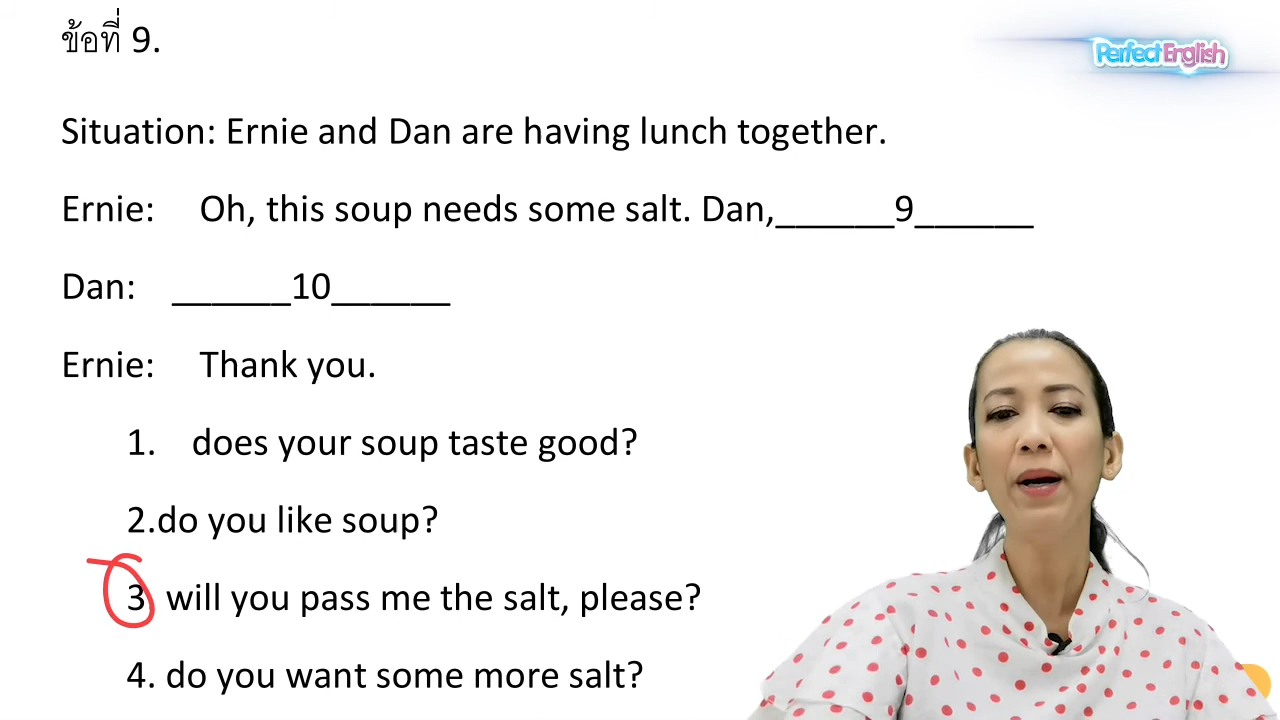 ข้อที่ 9.
Perfect English
Situation: Ernie and Dan are having lunch together.
Ernie: Oh, this soup needs some salt. Dan,______9______
Dan: ______10______
Ernie: Thank you.
1. does your soup taste good?
2.do you like soup?
3 will you pass me the salt, please?
4. do you want some more salt?